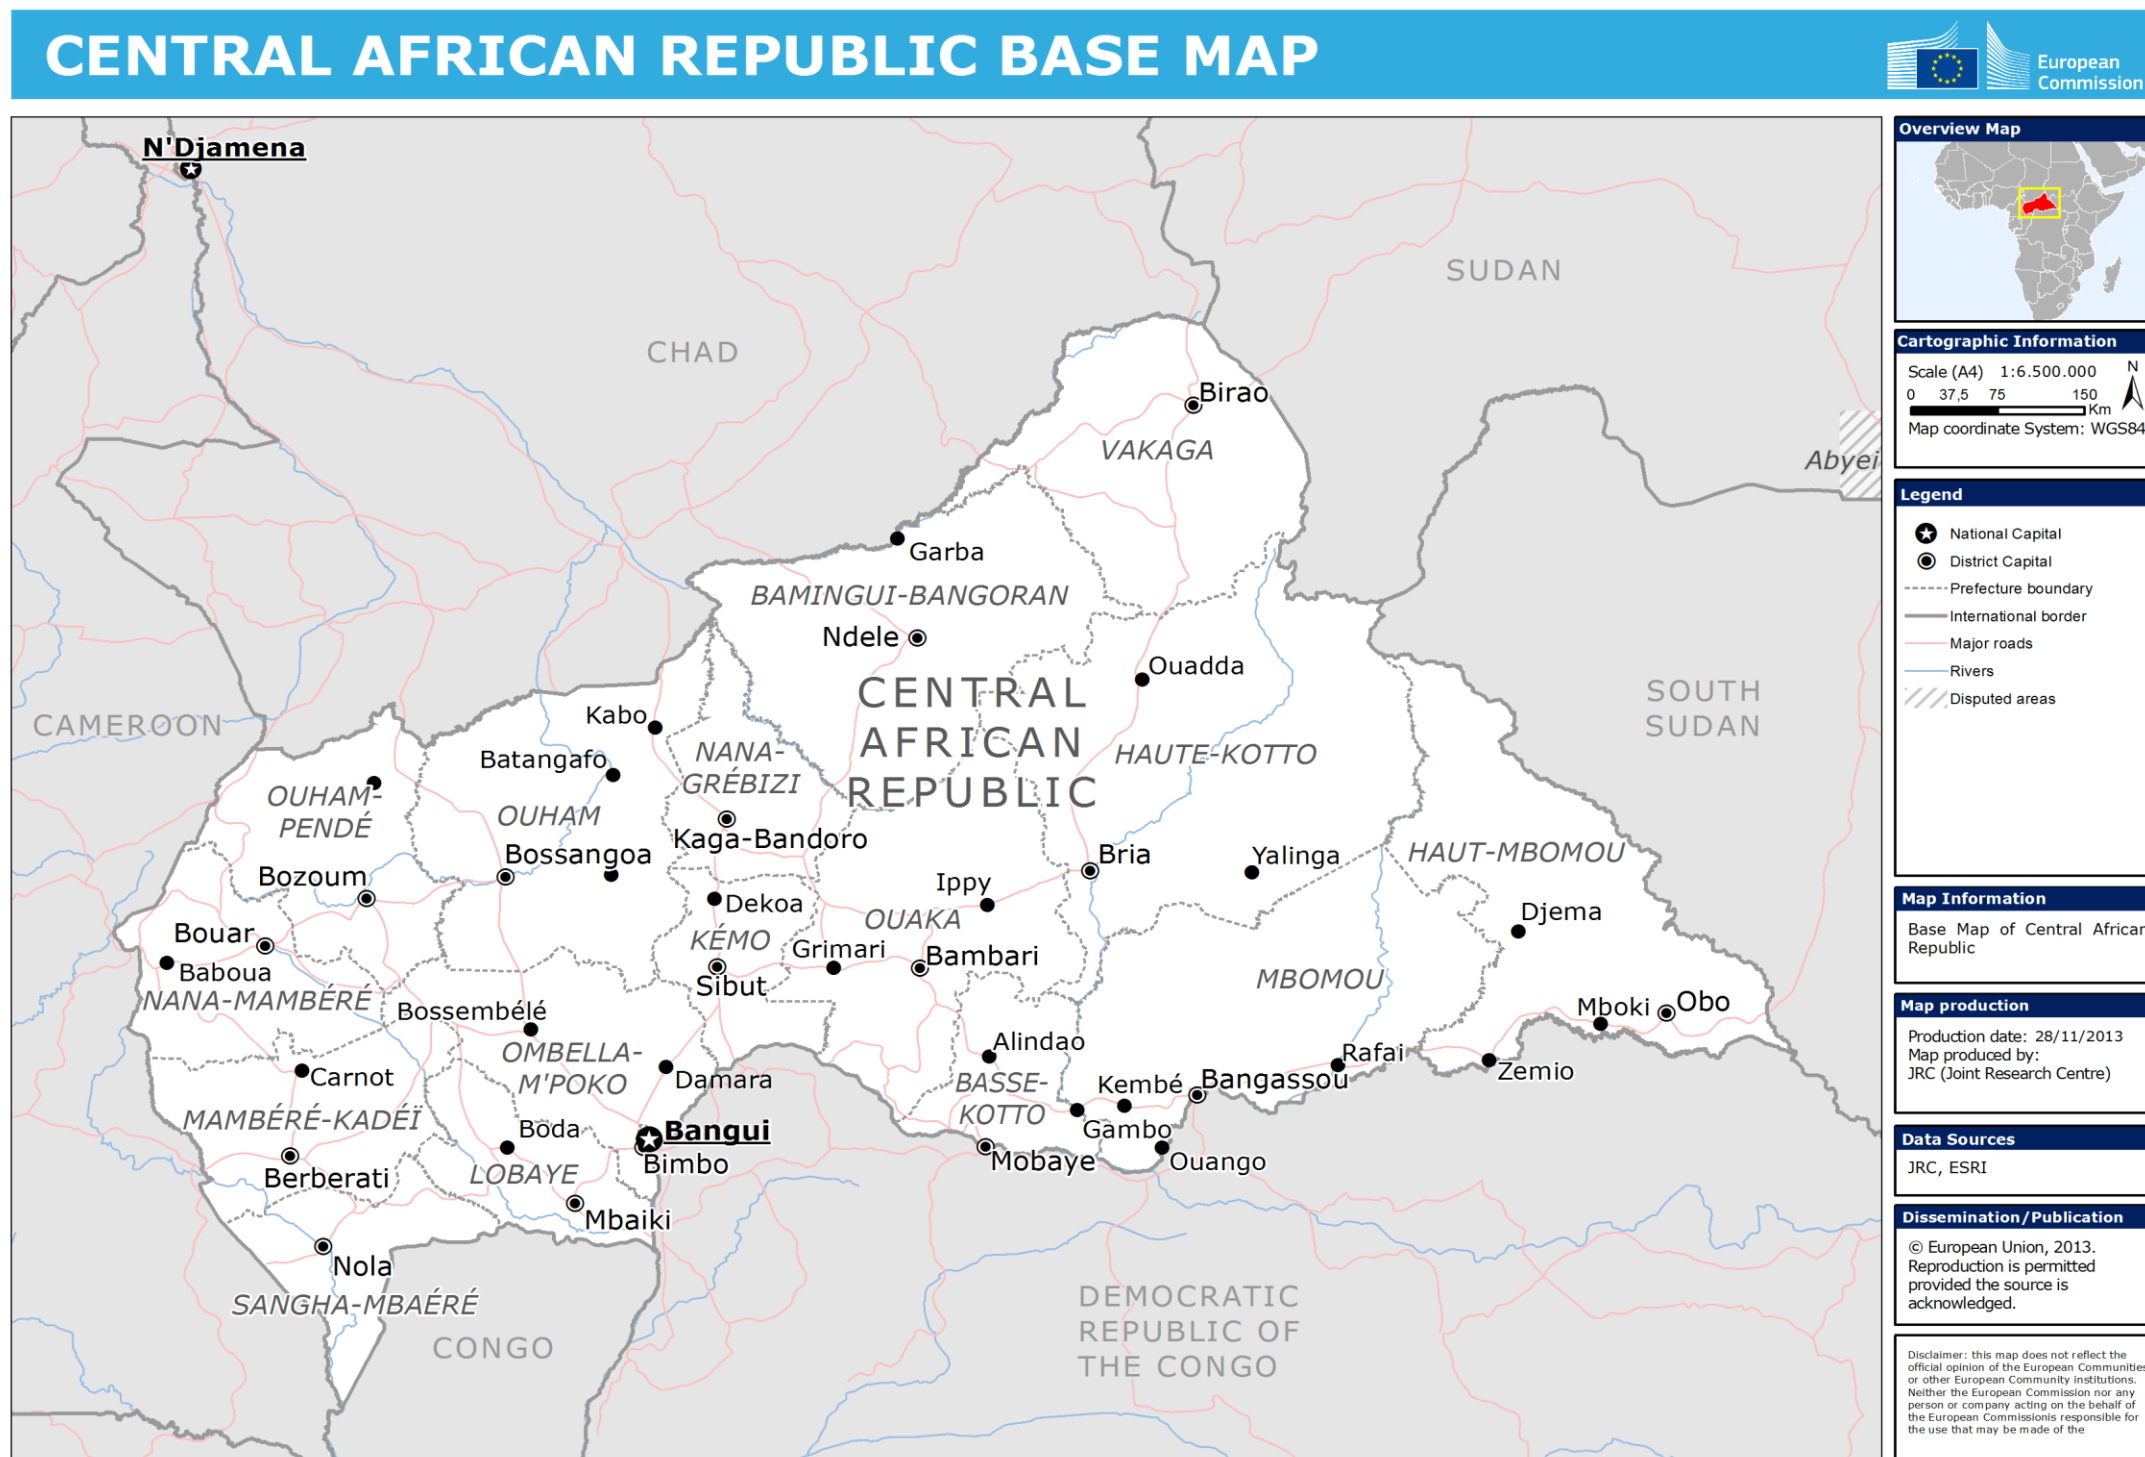 CENTRAL AFRICAN REPUBLIC BASE MAP
European
Commission
N'Djamena
SUDAN
CHAD
Birao
VAKAGA
Abyei
Garba
BAMINGUI-BANGORAN
Ndele
Ouadda
CENTRAL
AFRICAN
REPUBLIC
SOUTH
SUDAN
CAMEROON
Kabo
Batangafo
NANA-
GRÉBIZI
HAUTE-KOTTO
OUHAM-
PENDÉ
OUHAM
Kaga-Bandoro
Bossangoa
Bria
Yalinga
HAUT-MBOMOU
Bozoum
Ippy
Dekoa
OUAKA
Djema
Bouar
KÉMO
Grimari
Bambari
Baboua
Sibut
MBOMOU
NANA-MAMBÉRÉ
Bossembélé
Mboki
Obo
Alindao
OMBELLA-
M'POKO
Rafai
Zemio
Carnot
Damara
BASSE-
KOTTO
Kembé
Bangassou
MAMBÉRÉ-KADÉÏ
Boda
Bangui
Gambo
Bimbo
Mobaye
Ouango
Berberati
LOBAYE
Mbaiki
Nola
SANGHA-MBAÉRÉ
CONGO
DEMOCRATIC
REPUBLIC OF
THE CONGO
Overview Map
Cartographic Information
Scale (A4) 1:6.500.000
N
0 37,5 75 150
Km
Map coordinate System: WGS84
Legend
National Capital
District Capital
Prefecture boundary
International border
Major roads
Rivers
Disputed areas
Map Information
Base Map of Central African
Republic
Map production
Production date: 28/11/2013
Map produced by:
JRC (Joint Research Centre)
Data Sources
JRC, ESRI
Dissemination/Publication
© European Union, 2013.
Reproduction is permitted
provided the source is
acknowledged.
Disclaimer: this map does not reflect the
official opinion of the European Communities
or other European Community institutions.
Neither the European Commission nor any
person or company acting on the behalf of
the European Commissionis responsible for
the use that may be made of the